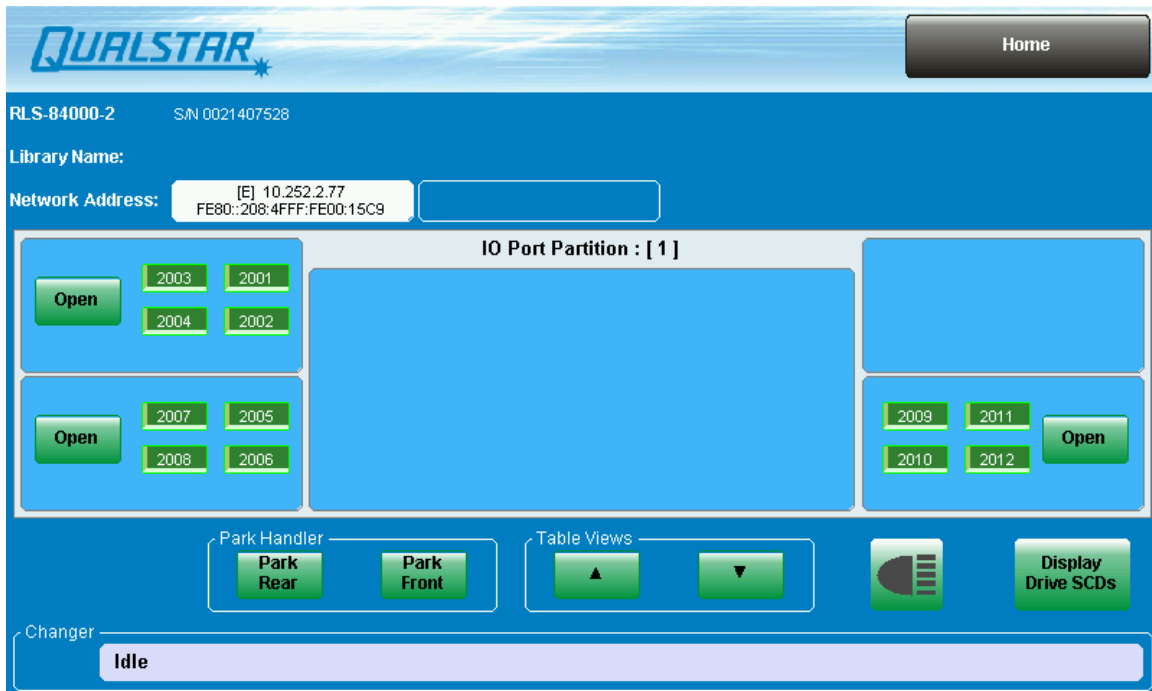 QUALSTAR
Home
RLS-84000-2 S/N 0021407528
Library Name:
Network Address:
[E] 10.252.2.77
FE80::208:4FFF:FE00:15C9
IO Port Partition : [ 1 ]
Open
2003 2001
2004 2002
Open
2007 2005
2008 2006
2009 2011
2010 2012
Open
Park Handler
Park
Rear
Park
Front
Table Views
▲
▼
Display
Drive SCDs
Changer
Idle